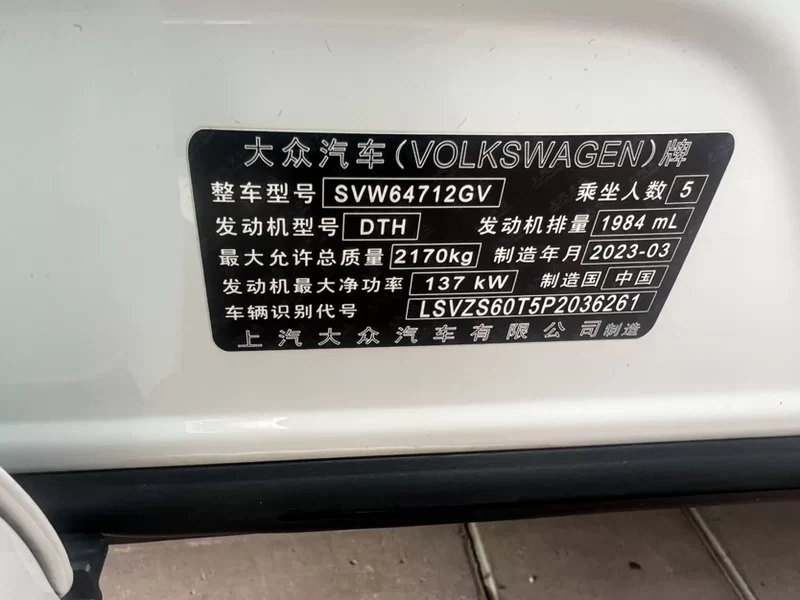 大众汽车(VOLKSWAGEN)牌
整车型号 SVW64712GV 乘坐人数 5
发动机型号 DTH 发动机排量 1984 mL
最大允许总质量 2170kg 制造年月 2023-03
发动机最大净功率 137 kW 制造国 中国
车辆识别代号 LSVZS60T5P2036261
上汽大众汽车有限公司制造